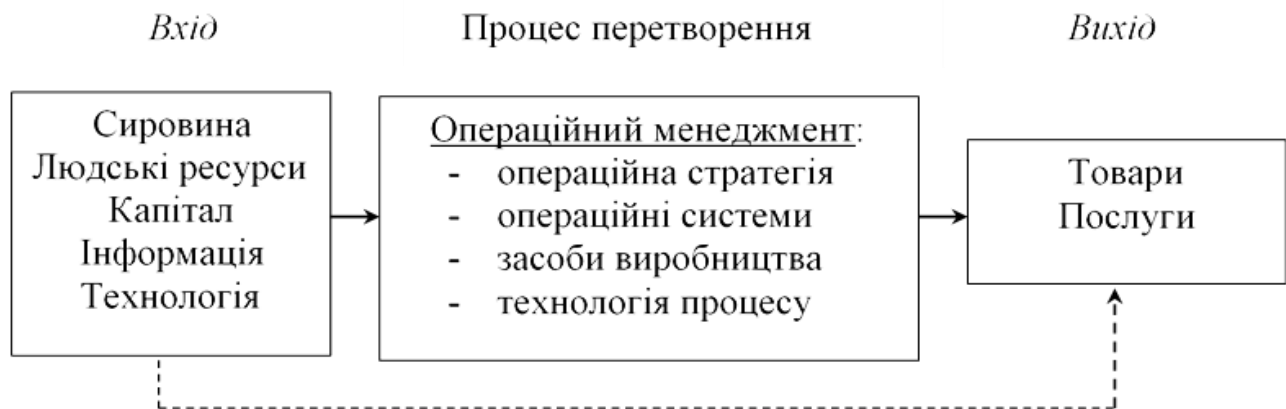 Вхід
Процес перетворення
Вихід
Сировина
Людські ресурси
Капітал
Інформація
Технологія
Операційний менеджмент:
- операційна стратегія
- операційні системи
- засоби виробництва
- технологія процесу
Товари
Послуги